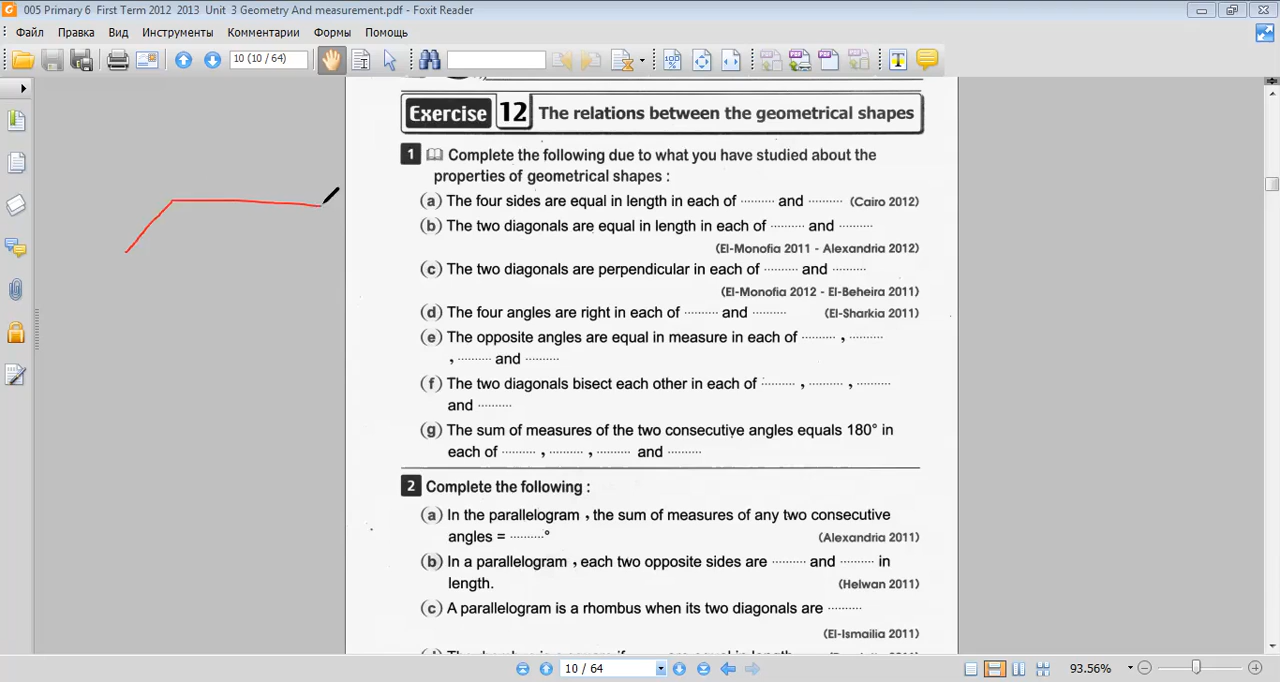 005 Primary 6 First Term 2012 2013 Unit 3 Geometry And measurement.pdf - Foxit Reader
Файл Правка Вид Инструменты Комментарии Формы Помощь
10 (10 / 64)
Exercise 12 The relations between the geometrical shapes
1 Complete the following due to what you have studied about the
properties of geometrical shapes :
(a) The four sides are equal in length in each of ......... and ......... (Cairo 2012)
(b) The two diagonals are equal in length in each of ......... and .........
(El-Monofia 2011 - Alexandria 2012)
(c) The two diagonals are perpendicular in each of ......... and .........
(El-Monofia 2012 - El-Beheira 2011)
(d) The four angles are right in each of ......... and ......... (El-Sharkia 2011)
(e) The opposite angles are equal in measure in each of ......... , .........
, ......... and .........
(f) The two diagonals bisect each other in each of ......... , ......... , .........
and .........
(g) The sum of measures of the two consecutive angles equals 180° in
each of ......... , ......... , ......... and .........
2 Complete the following :
(a) In the parallelogram , the sum of measures of any two consecutive
angles = .........° (Alexandria 2011)
(b) In a parallelogram , each two opposite sides are ......... and ......... in
length. (Helwan 2011)
(c) A parallelogram is a rhombus when its two diagonals are .........
(El-Ismailia 2011)
10 / 64 93.56%